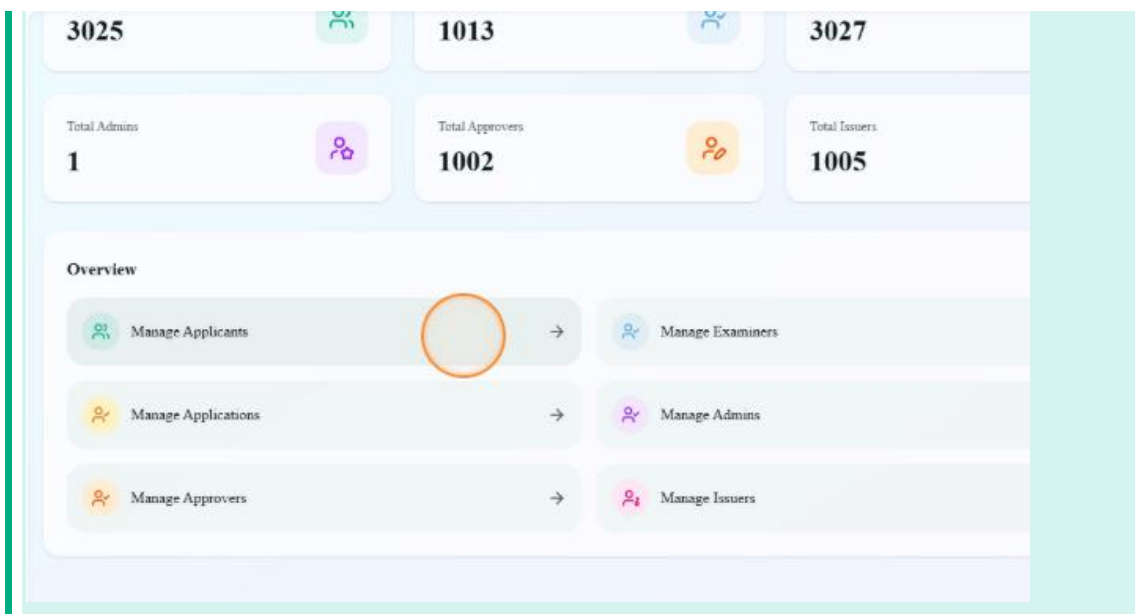 3025 1013 3027
Total Admins Total Approvers Total Issuers
1 1002 1005
Overview
Manage Applicants → Manage Examiners
Manage Applications → Manage Admins
Manage Approvers → Manage Issuers